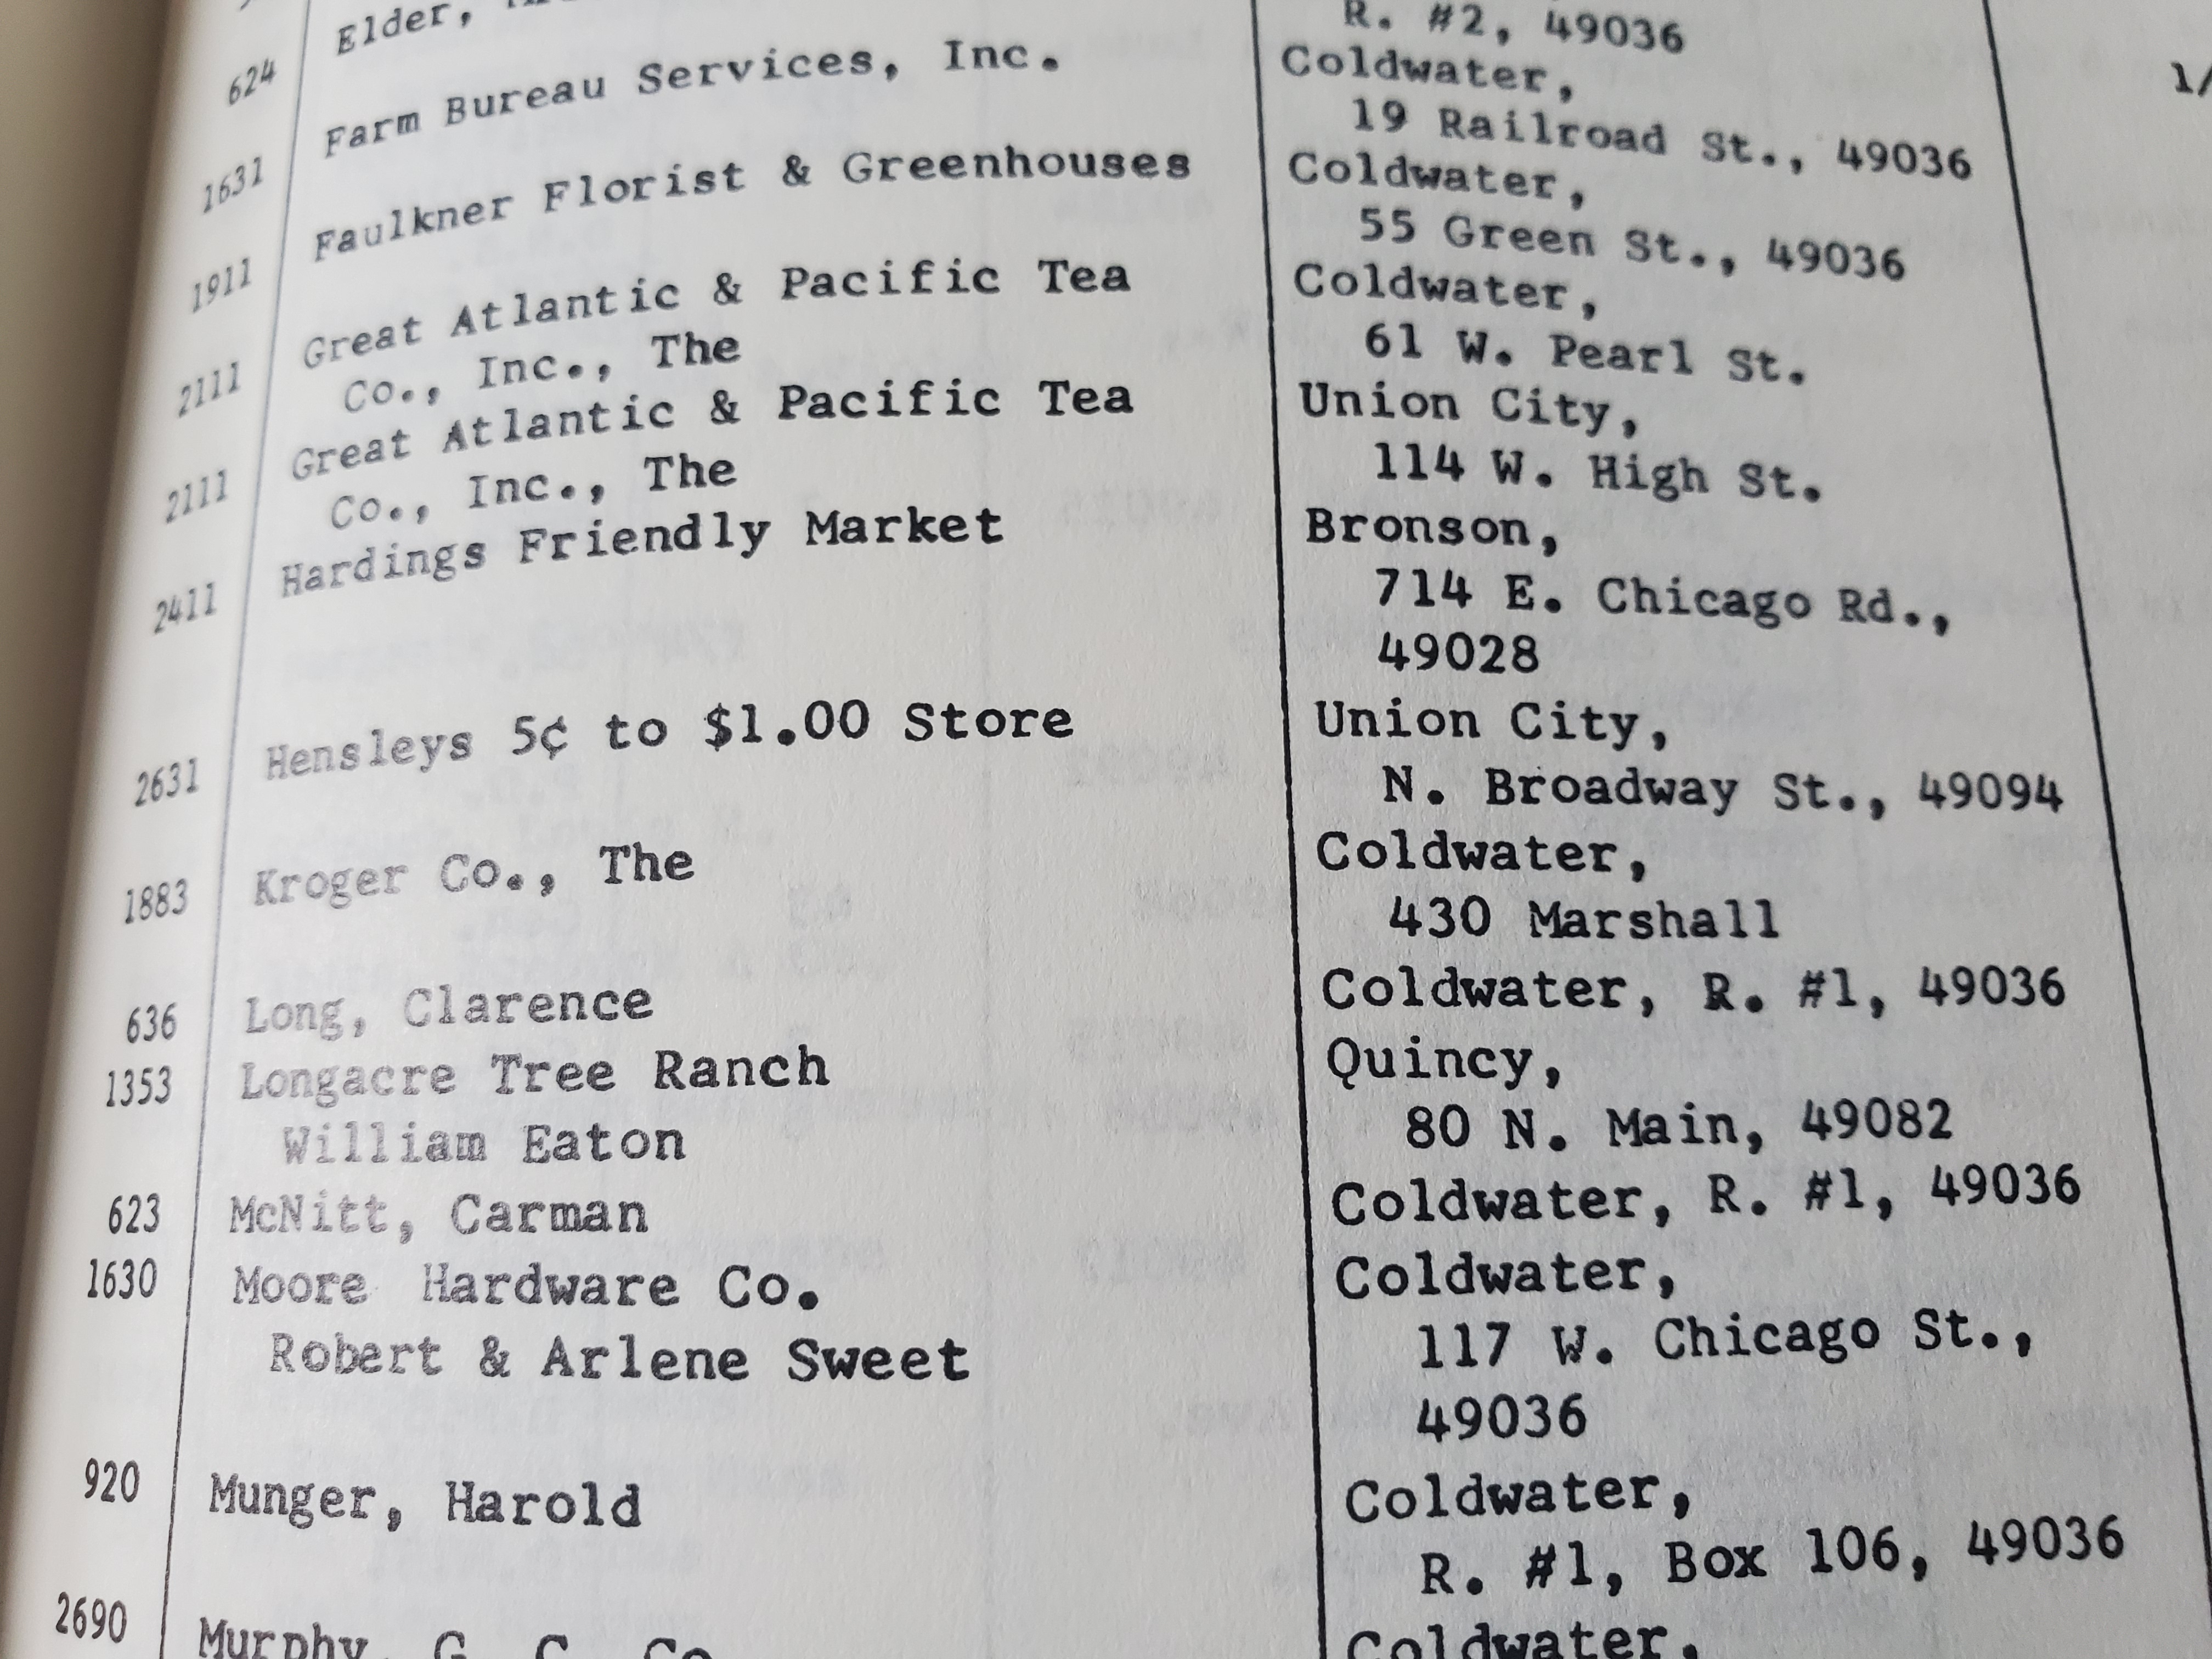 624 Elder,
R. #2, 49036
1631 Farm Bureau Services, Inc. Coldwater,
19 Railroad St., 49036
1911 Faulkner Florist & Greenhouses Coldwater,
55 Green St., 49036
2111 Great Atlantic & Pacific Tea Coldwater,
Co., Inc., The 61 W. Pearl St.
2111 Great Atlantic & Pacific Tea Union City,
Co., Inc., The 114 W. High St.
2411 Hardings Friendly Market Bronson,
714 E. Chicago Rd.,
49028
2631 Hensleys 5¢ to $1.00 Store Union City,
N. Broadway St., 49094
1883 Kroger Co., The Coldwater,
430 Marshall
636 Long, Clarence Coldwater, R. #1, 49036
1353 Longacre Tree Ranch Quincy,
William Eaton 80 N. Main, 49082
623 McNitt, Carman Coldwater, R. #1, 49036
1630 Moore Hardware Co. Coldwater,
Robert & Arlene Sweet 117 W. Chicago St.,
49036
920 Munger, Harold Coldwater,
R. #1, Box 106, 49036
2690 Murphy, G. C. Co. Coldwater,